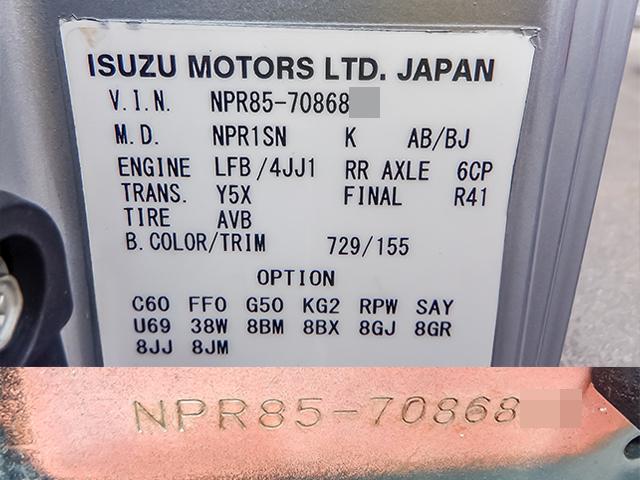 ISUZU MOTORS LTD. JAPAN
V.I.N. NPR85-70868
M.D. NPR1SN K AB/BJ
ENGINE LFB/4JJ1 RR AXLE 6CP
TRANS. Y5X FINAL R41
TIRE AVB
B.COLOR/TRIM 729/155
OPTION
C60 FF0 G50 KG2 RPW SAY
U69 38W 8BM 8BX 8GJ 8GR
8JJ 8JM
NPR85-70868